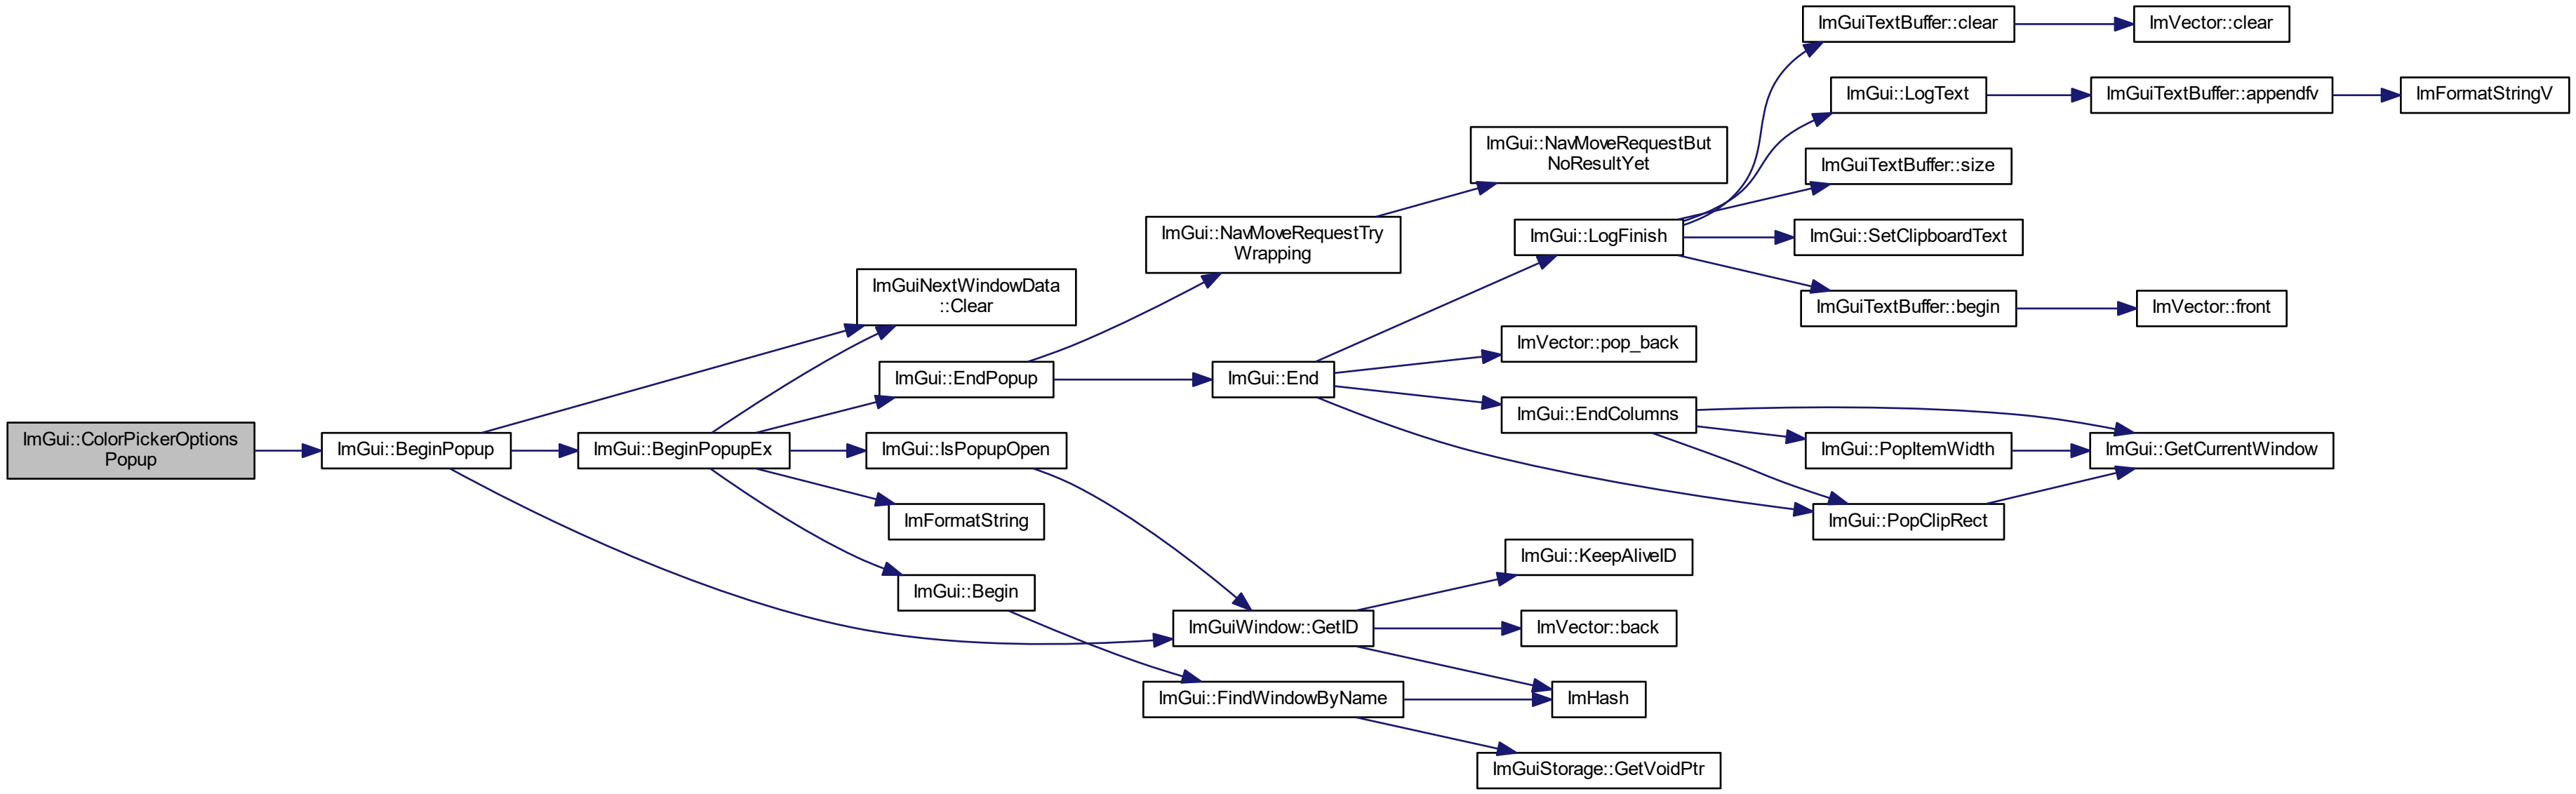 ImGui::ColorPickerOptions
Popup
ImGui::BeginPopup
ImGuiNextWindowData
::Clear
ImGui::BeginPopupEx
ImGui::EndPopup
ImGui::IsPopupOpen
ImFormatString
ImGui::Begin
ImGui::NavMoveRequestTry
Wrapping
ImGui::NavMoveRequestBut
NoResultYet
ImGui::End
ImGuiWindow::GetID
ImGui::FindWindowByName
ImGui::LogFinish
ImVector::pop_back
ImGui::EndColumns
ImGui::KeepAliveID
ImVector::back
ImHash
ImGuiStorage::GetVoidPtr
ImGuiTextBuffer::clear
ImGui::LogText
ImGuiTextBuffer::size
ImGui::SetClipboardText
ImGuiTextBuffer::begin
ImGui::PopItemWidth
ImGui::PopClipRect
ImVector::clear
ImGuiTextBuffer::appendfv
ImVector::front
ImGui::GetCurrentWindow
ImFormatStringV